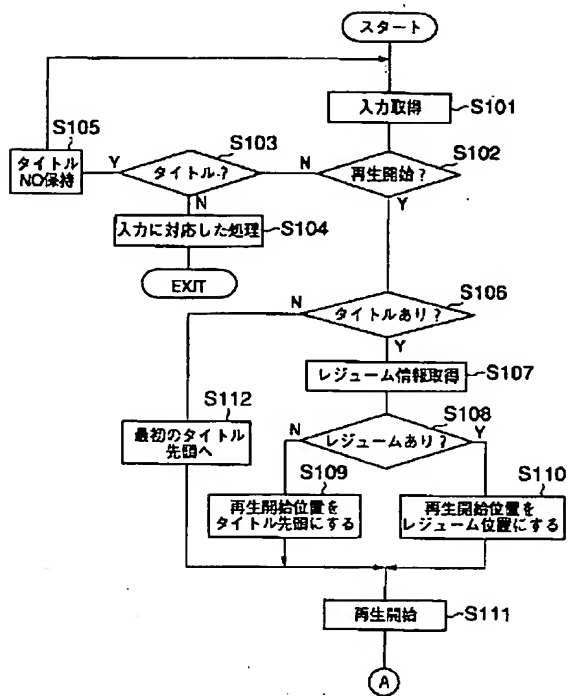 スタート
入力取得
S101
S105
S103
S102
タイトル
NO保持
Y
タイトル?
N
再生開始?
N
Y
入力に対応した処理
S104
EXIT
S106
N
タイトルあり?
Y
レジューム情報取得
S107
S112
S108
最初のタイトル
先頭へ
N
レジュームあり?
Y
S109
S110
再生開始位置を
タイトル先頭にする
再生開始位置を
レジューム位置にする
再生開始
S111
A